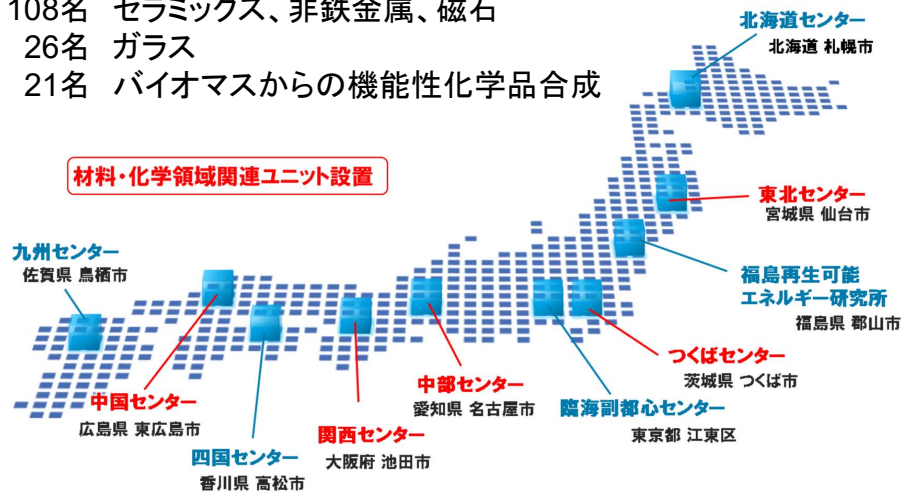 108名 セラミックス、非鉄金属、磁石
26名 ガラス
21名 バイオマスからの機能性化学品合成
北海道センター
北海道 札幌市
材料・化学領域関連ユニット設置
東北センター
宮城県 仙台市
九州センター
佐賀県 鳥栖市
福島再生可能
エネルギー研究所
福島県 郡山市
つくばセンター
茨城県 つくば市
中部センター
愛知県 名古屋市
中国センター
広島県 東広島市
臨海副都心センター
東京都 江東区
関西センター
大阪府 池田市
四国センター
香川県 高松市